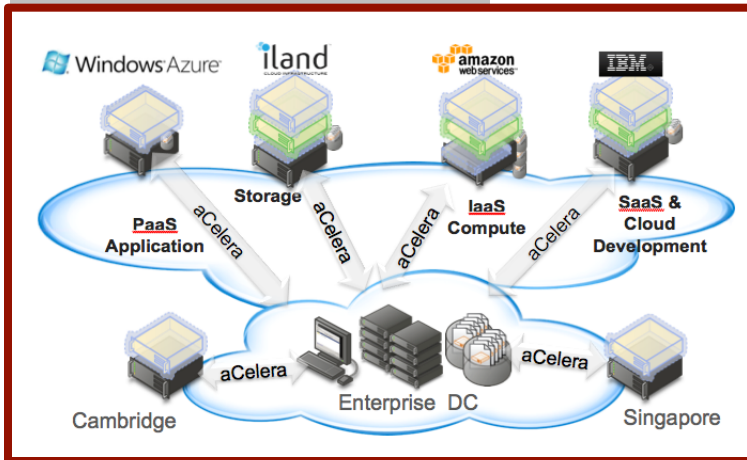 Windows Azure
iland
CLOUD INFRASTRUCTURE
amazon
web services
IBM
Storage
PaaS
Application
IaaS
Compute
SaaS &
Cloud
Development
aCelera
aCelera
aCelera
aCelera
aCelera
aCelera
Enterprise DC
Cambridge
Singapore